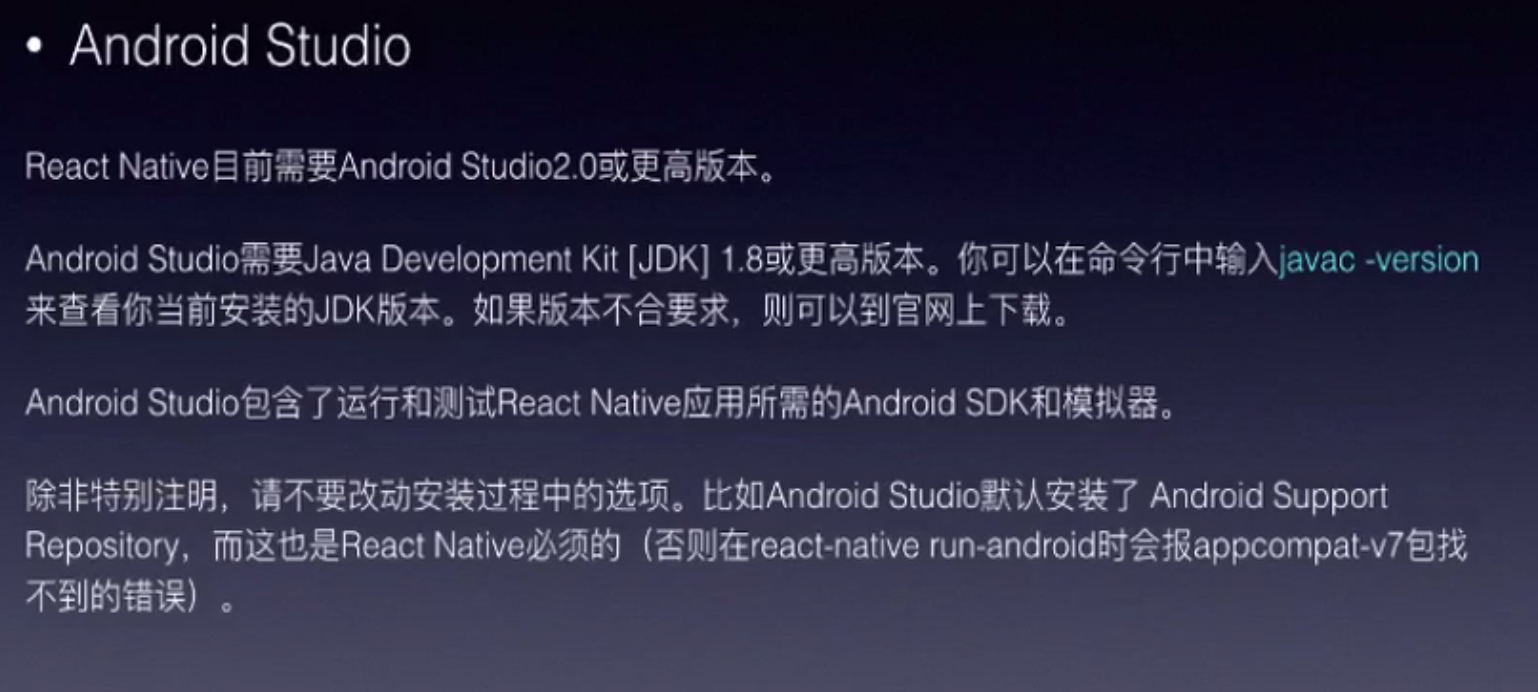 • Android Studio
React Native目前需要Android Studio2.0或更高版本。
Android Studio需要Java Development Kit [JDK] 1.8或更高版本。你可以在命令行中输入javac -version
来查看你当前安装的JDK版本。如果版本不合要求，则可以到官网上下载。
Android Studio包含了运行和测试React Native应用所需的Android SDK和模拟器。
除非特别注明，请不要改动安装过程中的选项。比如Android Studio默认安装了 Android Support
Repository，而这也是React Native必须的（否则在react-native run-android时会报appcompat-v7包找
不到的错误）。